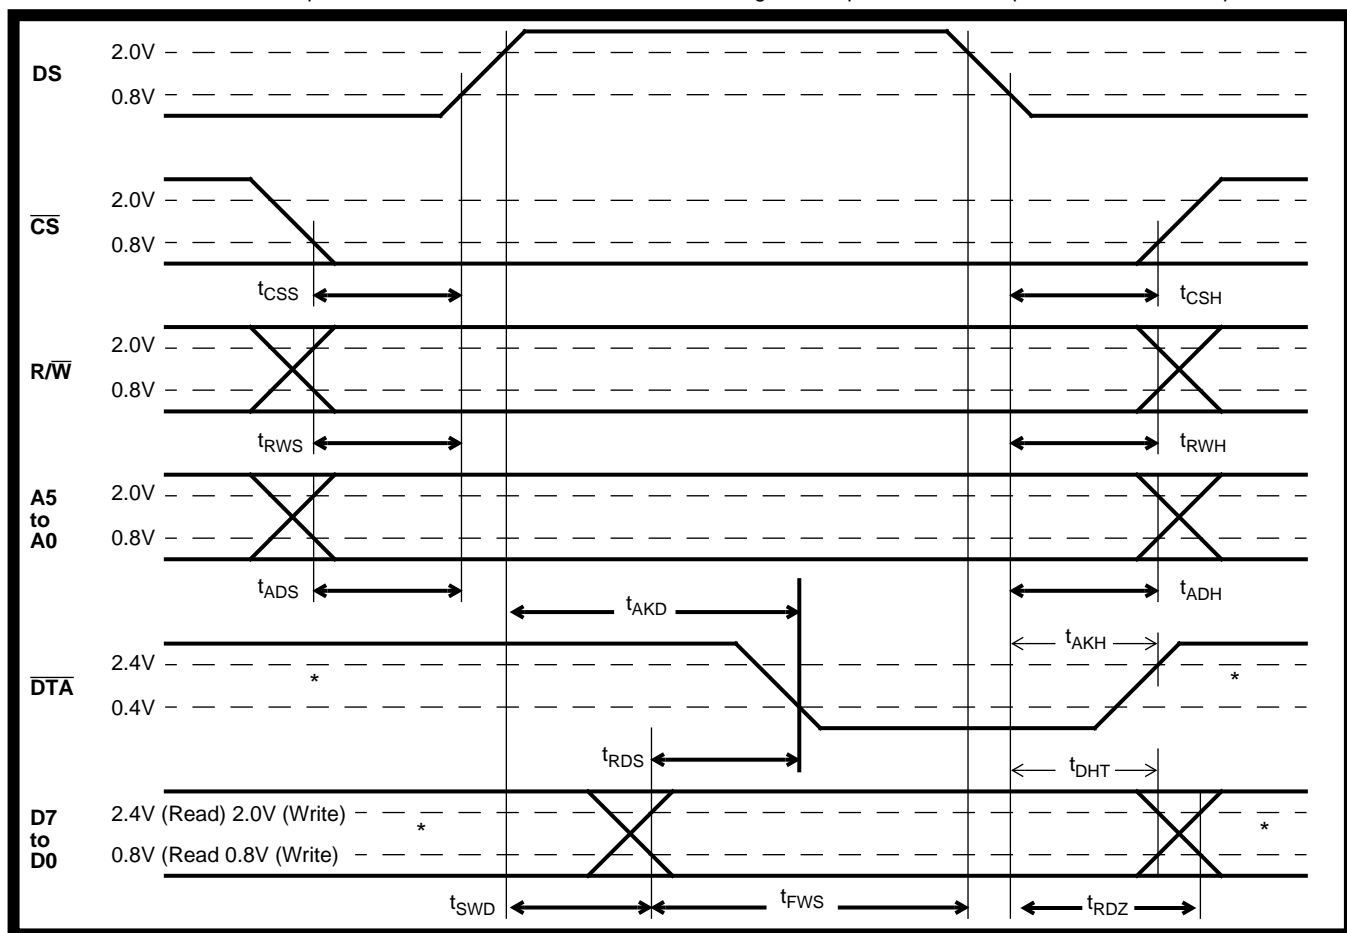 DS
2.0V
0.8V
CS
2.0V
0.8V
tCSS
tCSH
R/W
2.0V
0.8V
tRWS
tRWH
A5
to
A0
2.0V
0.8V
tADS
tAKD
tADH
DTA
2.4V
0.4V
*
tAKH
*
tRDS
tDHT
D7
to
D0
2.4V (Read) 2.0V (Write)
0.8V (Read 0.8V (Write)
*
*
tSWD
tFWS
tRDZ